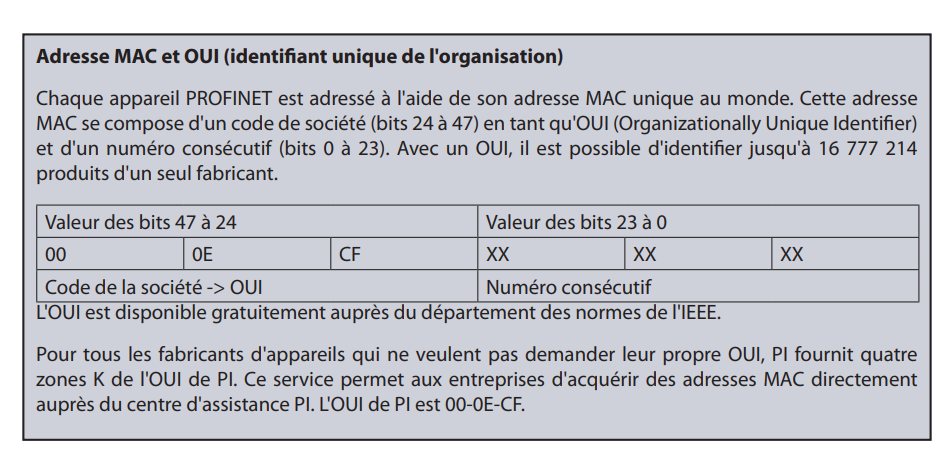 Adresse MAC et OUI (identifiant unique de l'organisation)
Chaque appareil PROFINET est adressé à l'aide de son adresse MAC unique au monde. Cette adresse
MAC se compose d'un code de société (bits 24 à 47) en tant qu'OUI (Organizationally Unique Identifier)
et d'un numéro consécutif (bits 0 à 23). Avec un OUI, il est possible d'identifier jusqu'à 16 777 214
produits d'un seul fabricant.
Valeur des bits 47 à 24 Valeur des bits 23 à 0
00 0E CF XX XX XX
Code de la société -> OUI Numéro consécutif
L'OUI est disponible gratuitement auprès du département des normes de l'IEEE.
Pour tous les fabricants d'appareils qui ne veulent pas demander leur propre OUI, PI fournit quatre
zones K de l'OUI de PI. Ce service permet aux entreprises d'acquérir des adresses MAC directement
auprès du centre d'assistance PI. L'OUI de PI est 00-0E-CF.